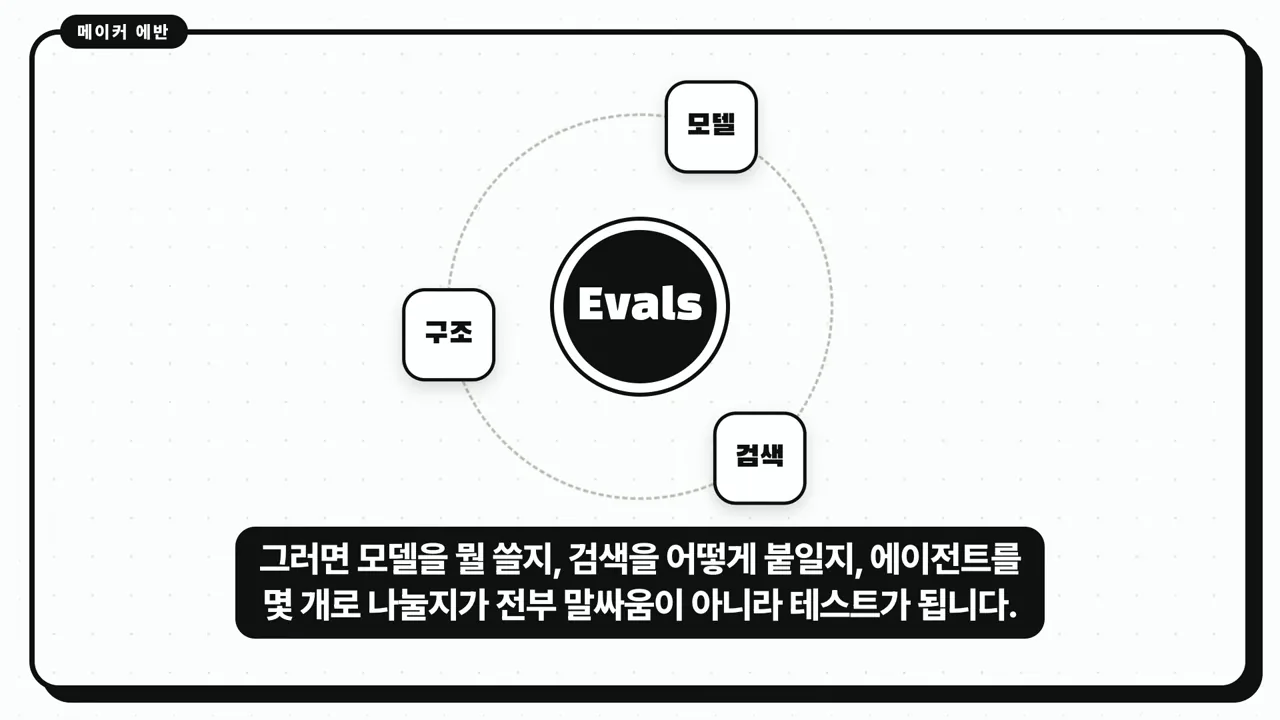 메이커 에반
모델
Evals
구조
검색
그러면 모델을 뭘 쓸지, 검색을 어떻게 붙일지, 에이전트를
몇 개로 나눌지가 전부 말싸움이 아니라 테스트가 됩니다.